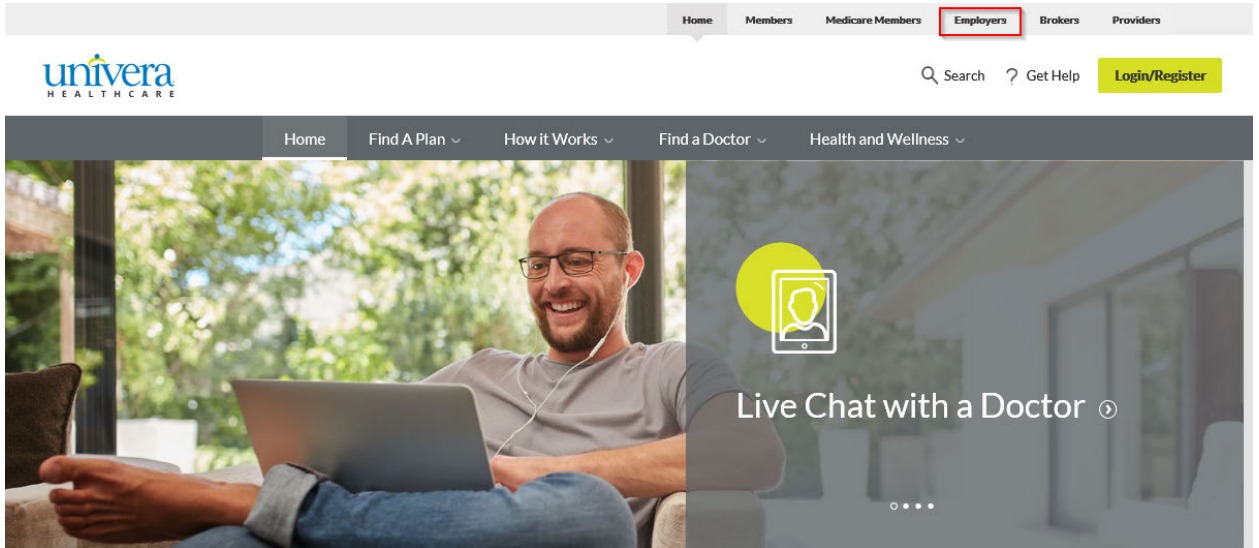 Home Members Medicare Members Employers Brokers Providers
univera
HEALTHCARE
Search ? Get Help Login/Register
Home Find A Plan How it Works Find a Doctor Health and Wellness
Live Chat with a Doctor